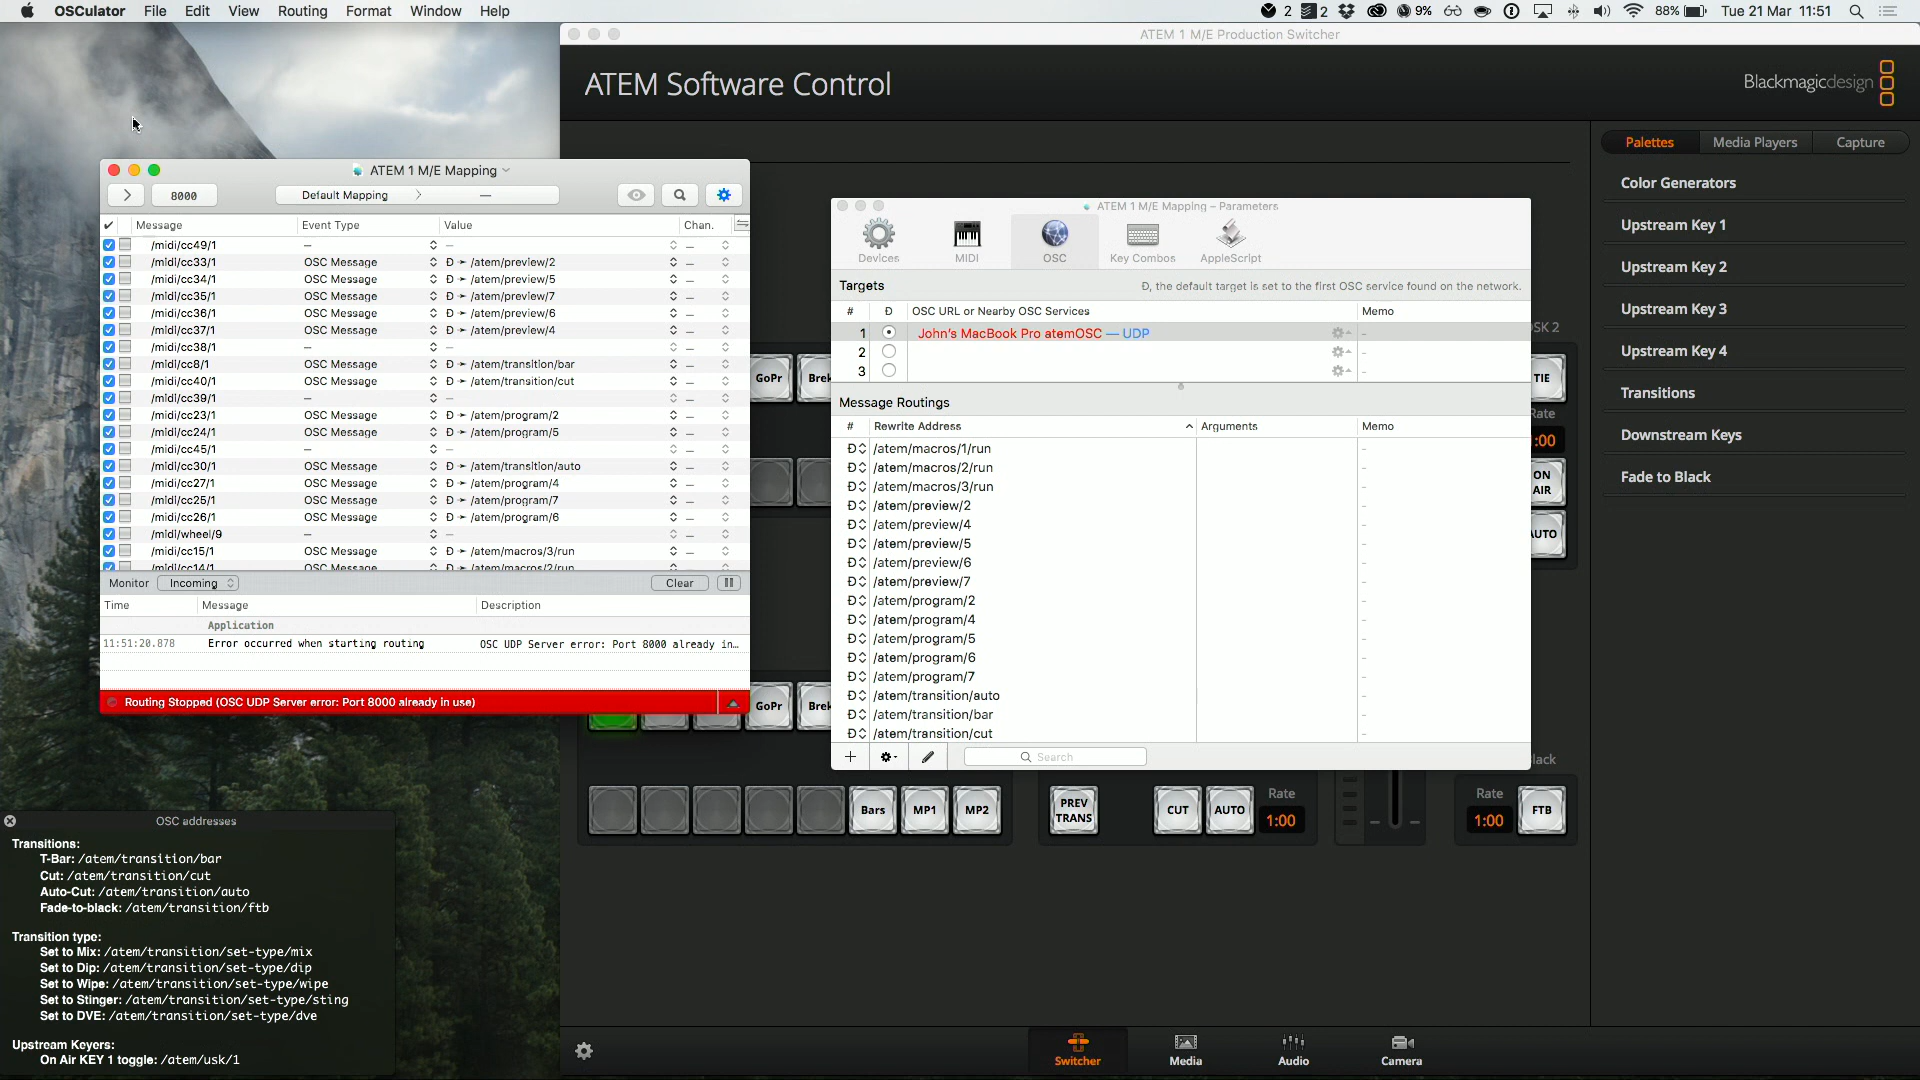 OSCulator File Edit View Routing Format Window Help
2 2 9% 88% Tue 21 Mar 11:51
ATEM 1 M/E Production Switcher
ATEM Software Control
Blackmagicdesign
Palettes Media Players Capture
Color Generators
Upstream Key 1
Upstream Key 2
Upstream Key 3
Upstream Key 4
Transitions
Downstream Keys
Fade to Black
ATEM 1 M/E Mapping
8000 Default Mapping —
Message Event Type Value Chan.
/midi/cc49/1 – –
/midi/cc33/1 OSC Message Đ /atem/preview/2 –
/midi/cc34/1 OSC Message Đ /atem/preview/5 –
/midi/cc35/1 OSC Message Đ /atem/preview/7 –
/midi/cc36/1 OSC Message Đ /atem/preview/6 –
/midi/cc37/1 OSC Message Đ /atem/preview/4 –
/midi/cc38/1 – –
/midi/cc8/1 OSC Message Đ /atem/transition/bar –
/midi/cc40/1 OSC Message Đ /atem/transition/cut –
/midi/cc39/1 – –
/midi/cc23/1 OSC Message Đ /atem/program/2 –
/midi/cc24/1 OSC Message Đ /atem/program/5 –
/midi/cc45/1 – –
/midi/cc30/1 OSC Message Đ /atem/transition/auto –
/midi/cc27/1 OSC Message Đ /atem/program/4 –
/midi/cc25/1 OSC Message Đ /atem/program/7 –
/midi/cc26/1 OSC Message Đ /atem/program/6 –
/midi/wheel/9 – –
/midi/cc15/1 OSC Message Đ /atem/macros/3/run –
/midi/cc14/1 OSC Message Đ /atem/macros/2/run
Monitor Incoming Clear
Time Message Description
Application
11:51:20.878 Error occurred when starting routing OSC UDP Server error: Port 8000 already in…
Routing Stopped (OSC UDP Server error: Port 8000 already in use)
ATEM 1 M/E Mapping – Parameters
Devices MIDI OSC Key Combos AppleScript
Targets Đ, the default target is set to the first OSC service found on the network.
# Đ OSC URL or Nearby OSC Services Memo
1 John's MacBook Pro atemOSC — UDP -
2 -
3 -
Message Routings
# Rewrite Address Arguments Memo
Đ /atem/macros/1/run -
Đ /atem/macros/2/run -
Đ /atem/macros/3/run -
Đ /atem/preview/2 -
Đ /atem/preview/4 -
Đ /atem/preview/5 -
Đ /atem/preview/6 -
Đ /atem/preview/7 -
Đ /atem/program/2 -
Đ /atem/program/4 -
Đ /atem/program/5 -
Đ /atem/program/6 -
Đ /atem/program/7 -
Đ /atem/transition/auto -
Đ /atem/transition/bar -
Đ /atem/transition/cut -
Search
SK 2
GoPr Brek TIE
Rate
:00
ON AIR
UTO
GoPr Brek
lack
Bars MP1 MP2
PREV TRANS
CUT AUTO
Rate
1:00
Rate
1:00
FTB
OSC addresses
Transitions:
T-Bar: /atem/transition/bar
Cut: /atem/transition/cut
Auto-Cut: /atem/transition/auto
Fade-to-black: /atem/transition/ftb
Transition type:
Set to Mix: /atem/transition/set-type/mix
Set to Dip: /atem/transition/set-type/dip
Set to Wipe: /atem/transition/set-type/wipe
Set to Stinger: /atem/transition/set-type/sting
Set to DVE: /atem/transition/set-type/dve
Upstream Keyers:
On Air KEY 1 toggle: /atem/usk/1
Switcher Media Audio Camera